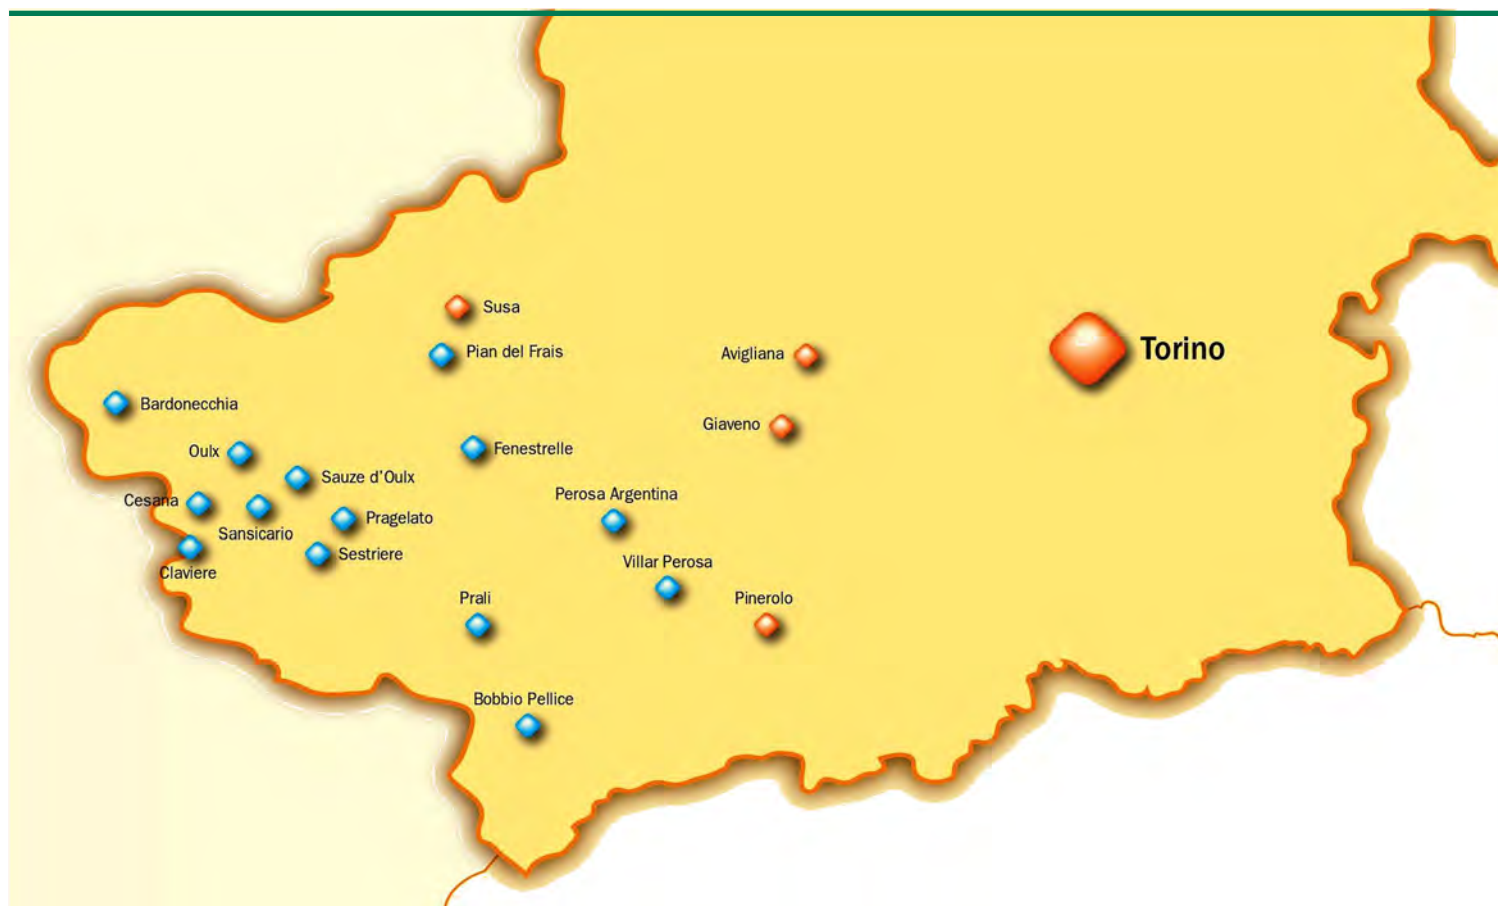 Susa
Torino
Pian del Frais
Avigliana
Bardonecchia
Giaveno
Oulx
Fenestrelle
Sauze d'Oulx
Perosa Argentina
Cesana
Pragelato
Sansicario
Sestriere
Villar Perosa
Claviere
Prali
Pinerolo
Bobbio Pellice